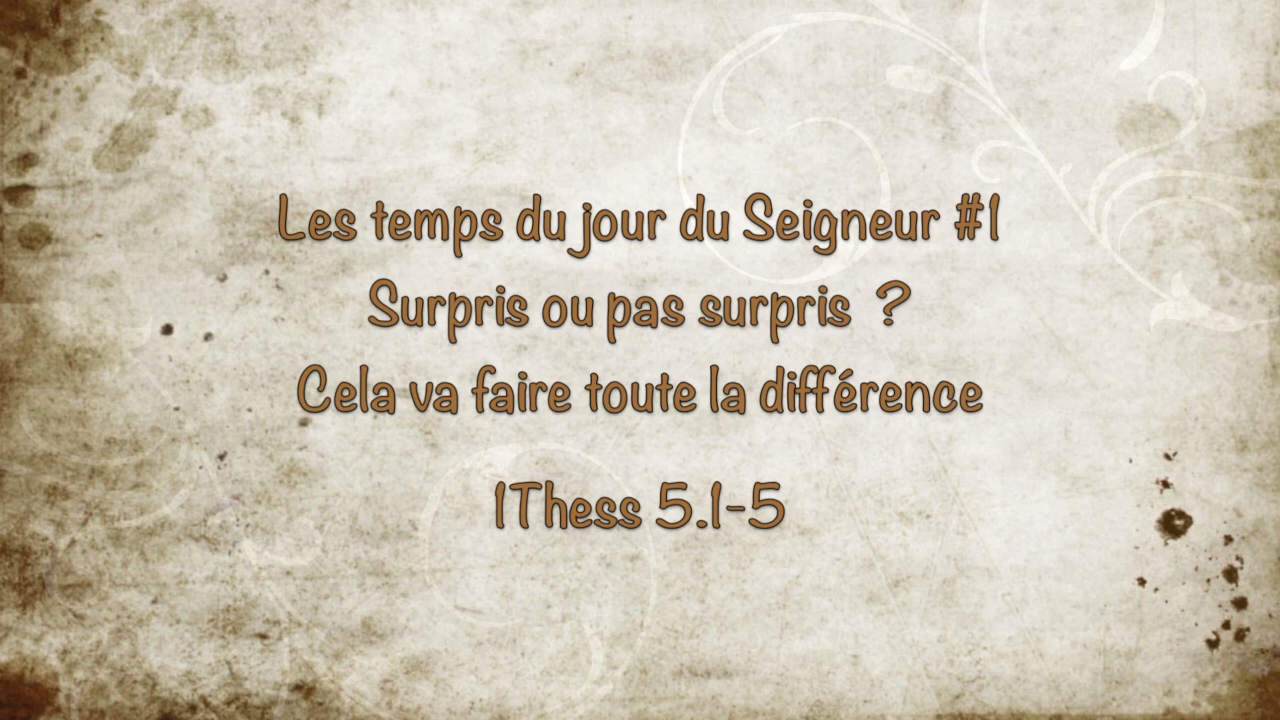 Les temps du jour du Seigneur #1
Surpris ou pas surpris ?
Cela va faire toute la différence
1Thess 5.1-5